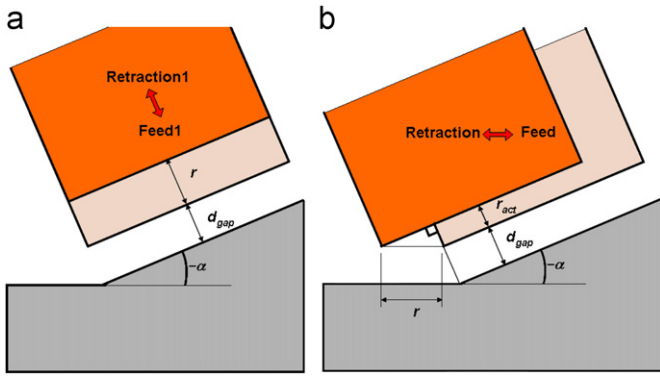 a
Retraction1
Feed1
r
d_gap
-α
b
Retraction
Feed
r_act
d_gap
-α
r